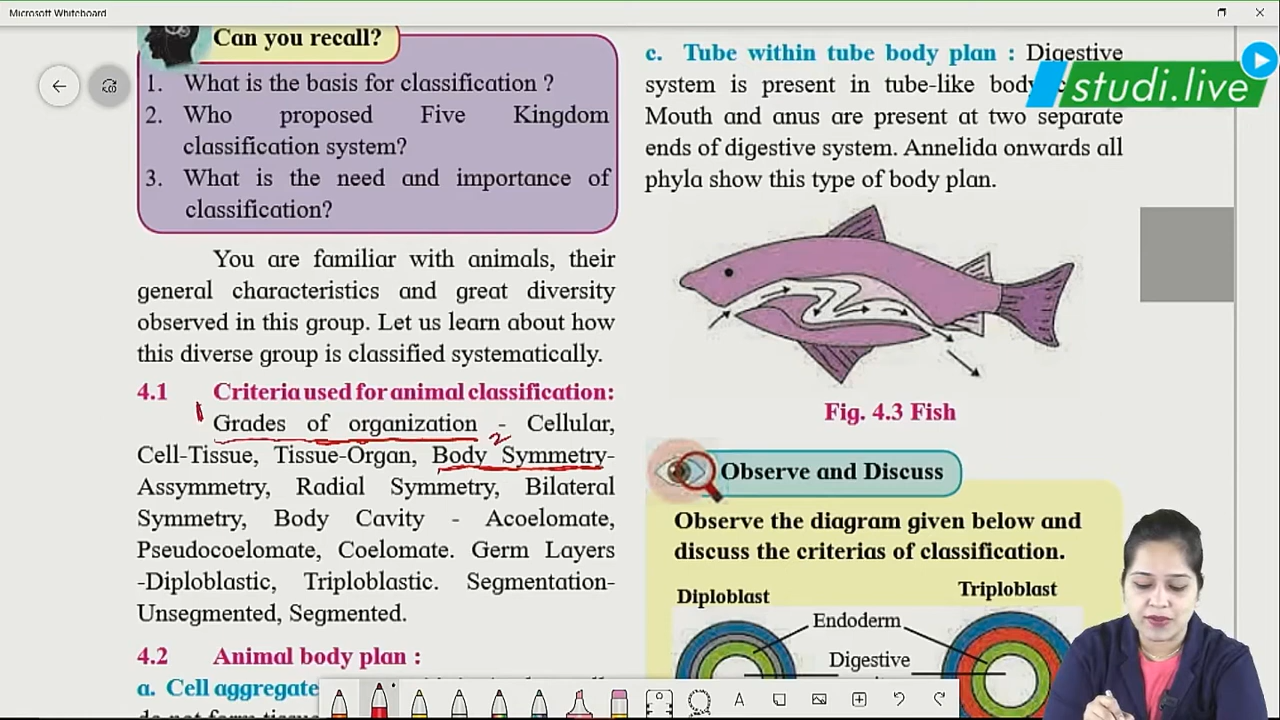 Microsoft Whiteboard
Can you recall?
1. What is the basis for classification ?
2. Who proposed Five Kingdom
classification system?
3. What is the need and importance of
classification?
You are familiar with animals, their
general characteristics and great diversity
observed in this group. Let us learn about how
this diverse group is classified systematically.
4.1 Criteria used for animal classification:
1
Grades of organization - Cellular,
2
Cell-Tissue, Tissue-Organ, Body Symmetry-
Assymmetry, Radial Symmetry, Bilateral
Symmetry, Body Cavity - Acoelomate,
Pseudocoelomate, Coelomate. Germ Layers
-Diploblastic, Triploblastic. Segmentation-
Unsegmented, Segmented.
4.2 Animal body plan :
a. Cell aggregate
c. Tube within tube body plan : Digestive
system is present in tube-like body
Mouth and anus are present at two separate
ends of digestive system. Annelida onwards all
phyla show this type of body plan.
studi.live
Fig. 4.3 Fish
Observe and Discuss
Observe the diagram given below and
discuss the criterias of classification.
Diploblast
Triploblast
Endoderm
Digestive
A